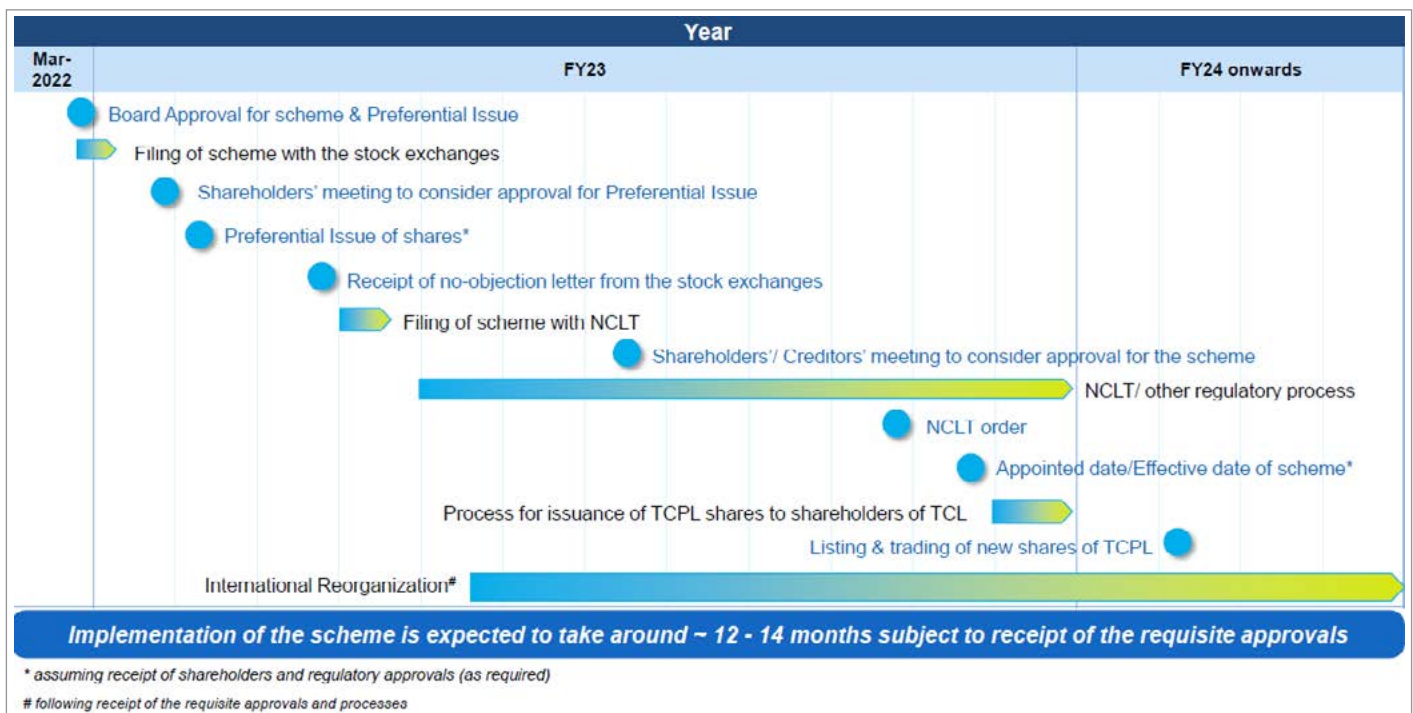 Year
Mar-
2022
FY23
FY24 onwards
Board Approval for scheme & Preferential Issue
Filing of scheme with the stock exchanges
Shareholders' meeting to consider approval for Preferential Issue
Preferential Issue of shares*
Receipt of no-objection letter from the stock exchanges
Filing of scheme with NCLT
Shareholders'/ Creditors' meeting to consider approval for the scheme
NCLT/ other regulatory process
NCLT order
Appointed date/Effective date of scheme*
Process for issuance of TCPL shares to shareholders of TCL
Listing & trading of new shares of TCPL
International Reorganization#
Implementation of the scheme is expected to take around ~ 12 - 14 months subject to receipt of the requisite approvals
* assuming receipt of shareholders and regulatory approvals (as required)
# following receipt of the requisite approvals and processes